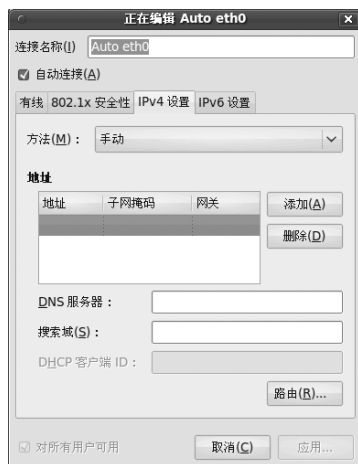 正在编辑 Auto eth0
连接名称(I) Auto eth0
自动连接(A)
有线 802.1x 安全性 IPv4 设置 IPv6 设置
方法(M)： 手动
地址
地址 子网掩码 网关
添加(A)
删除(D)
DNS 服务器：
搜索域(S)：
DHCP 客户端 ID：
路由(R)...
对所有用户可用 取消(C) 应用...